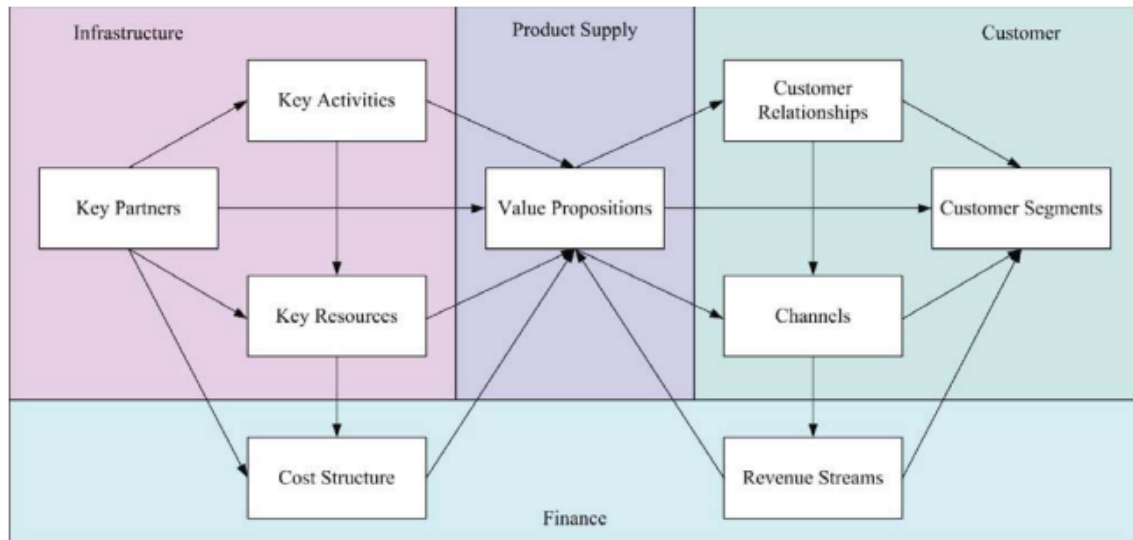 Infrastructure
Product Supply
Customer
Key Activities
Customer
Relationships
Key Partners
Value Propositions
Customer Segments
Key Resources
Channels
Cost Structure
Revenue Streams
Finance